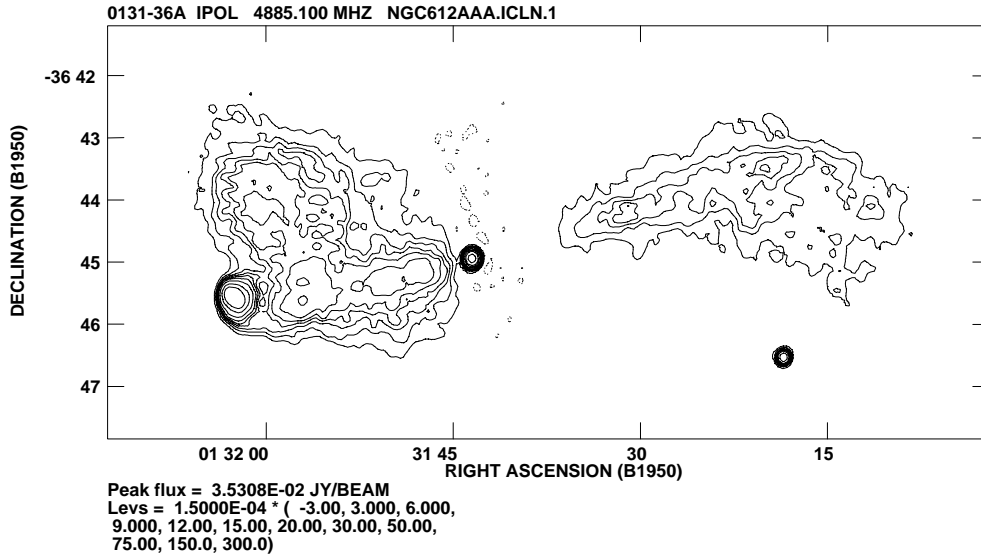 0131-36A IPOL 4885.100 MHZ NGC612AAA.ICLN.1
DECLINATION (B1950)
-36 42
43
44
45
46
47
01 32 00
31 45
30
15
RIGHT ASCENSION (B1950)
Peak flux = 3.5308E-02 JY/BEAM
Levs = 1.5000E-04 * ( -3.00, 3.000, 6.000,
9.000, 12.00, 15.00, 20.00, 30.00, 50.00,
75.00, 150.0, 300.0)